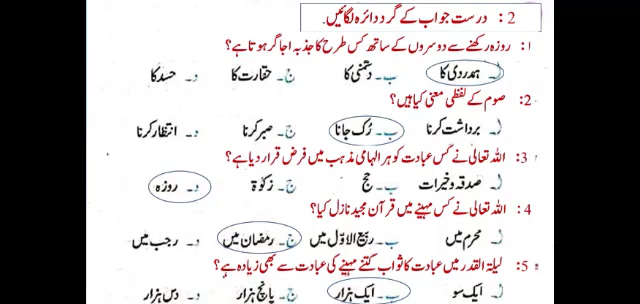 2: درست جواب کے گرد دائرہ لگائیں۔
1: روزہ رکھنے سے دوسروں کے ساتھ کس طرح کا جذبہ اجاگر ہوتا ہے؟
ا۔ ہمدردی کا ب۔ دشمنی کا ج۔ حقارت کا د۔ حسد کا
2: صوم کے لفظی معنی کیا ہیں؟
ا۔ برداشت کرنا ب۔ رُک جانا ج۔ صبر کرنا د۔ انتظار کرنا
3: اللہ تعالیٰ نے کس عبادت کو ہر الہامی مذہب میں فرض قرار دیا ہے؟
ا۔ صدقہ و خیرات ب۔ حج ج۔ زکوٰۃ د۔ روزہ
4: اللہ تعالیٰ نے کس مہینے میں قرآن مجید نازل کیا؟
ا۔ محرم میں ب۔ ربیع الاوّل میں ج۔ رمضان میں د۔ رجب میں
5: لیلۃ القدر میں عبادت کا ثواب کتنے مہینے کی عبادت سے بھی زیادہ ہے؟
ا۔ ایک سو ب۔ ایک ہزار ج۔ پانچ ہزار د۔ دس ہزار